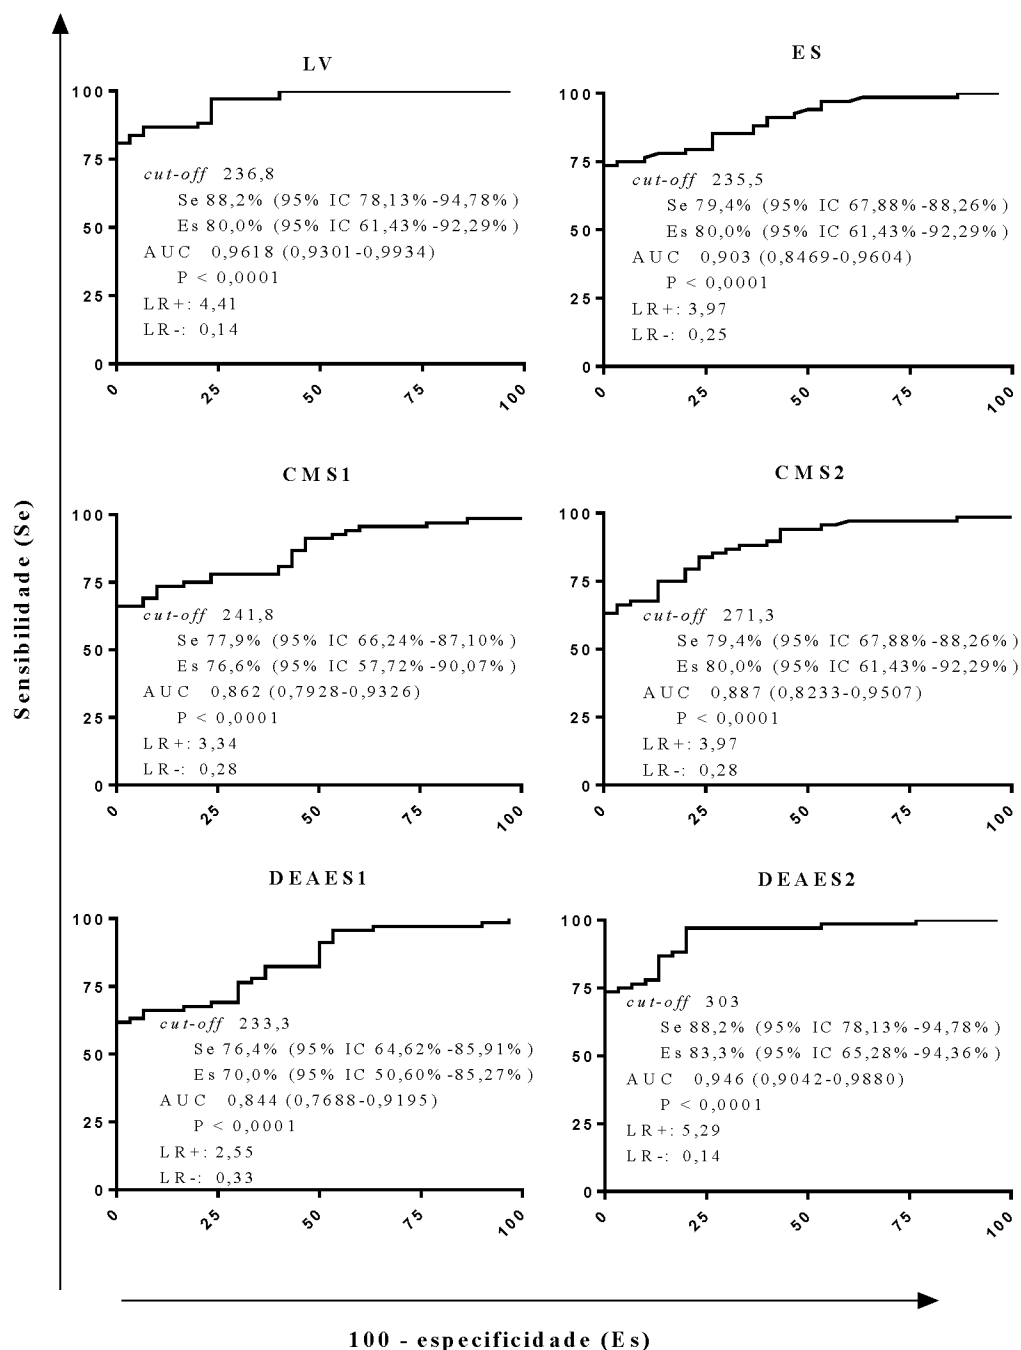 LV
100
75
50
25
0
cut-off 236,8
Se 88,2% (95% IC 78,13%-94,78%)
Es 80,0% (95% IC 61,43%-92,29%)
AUC 0,9618 (0,9301-0,9934)
P < 0,0001
LR+: 4,41
LR-: 0,14
0 25 50 75 100
ES
100
75
50
25
0
cut-off 235,5
Se 79,4% (95% IC 67,88%-88,26%)
Es 80,0% (95% IC 61,43%-92,29%)
AUC 0,903 (0,8469-0,9604)
P < 0,0001
LR+: 3,97
LR-: 0,25
0 25 50 75 100
Sensibilidade (Se)
CMS1
100
75
50
25
0
cut-off 241,8
Se 77,9% (95% IC 66,24%-87,10%)
Es 76,6% (95% IC 57,72%-90,07%)
AUC 0,862 (0,7928-0,9326)
P < 0,0001
LR+: 3,34
LR-: 0,28
0 25 50 75 100
CMS2
100
75
50
25
0
cut-off 271,3
Se 79,4% (95% IC 67,88%-88,26%)
Es 80,0% (95% IC 61,43%-92,29%)
AUC 0,887 (0,8233-0,9507)
P < 0,0001
LR+: 3,97
LR-: 0,28
0 25 50 75 100
DEAES1
100
75
50
25
0
cut-off 233,3
Se 76,4% (95% IC 64,62%-85,91%)
Es 70,0% (95% IC 50,60%-85,27%)
AUC 0,844 (0,7688-0,9195)
P < 0,0001
LR+: 2,55
LR-: 0,33
0 25 50 75 100
DEAES2
100
75
50
25
0
cut-off 303
Se 88,2% (95% IC 78,13%-94,78%)
Es 83,3% (95% IC 65,28%-94,36%)
AUC 0,946 (0,9042-0,9880)
P < 0,0001
LR+: 5,29
LR-: 0,14
0 25 50 75 100
100 - especificidade (Es)